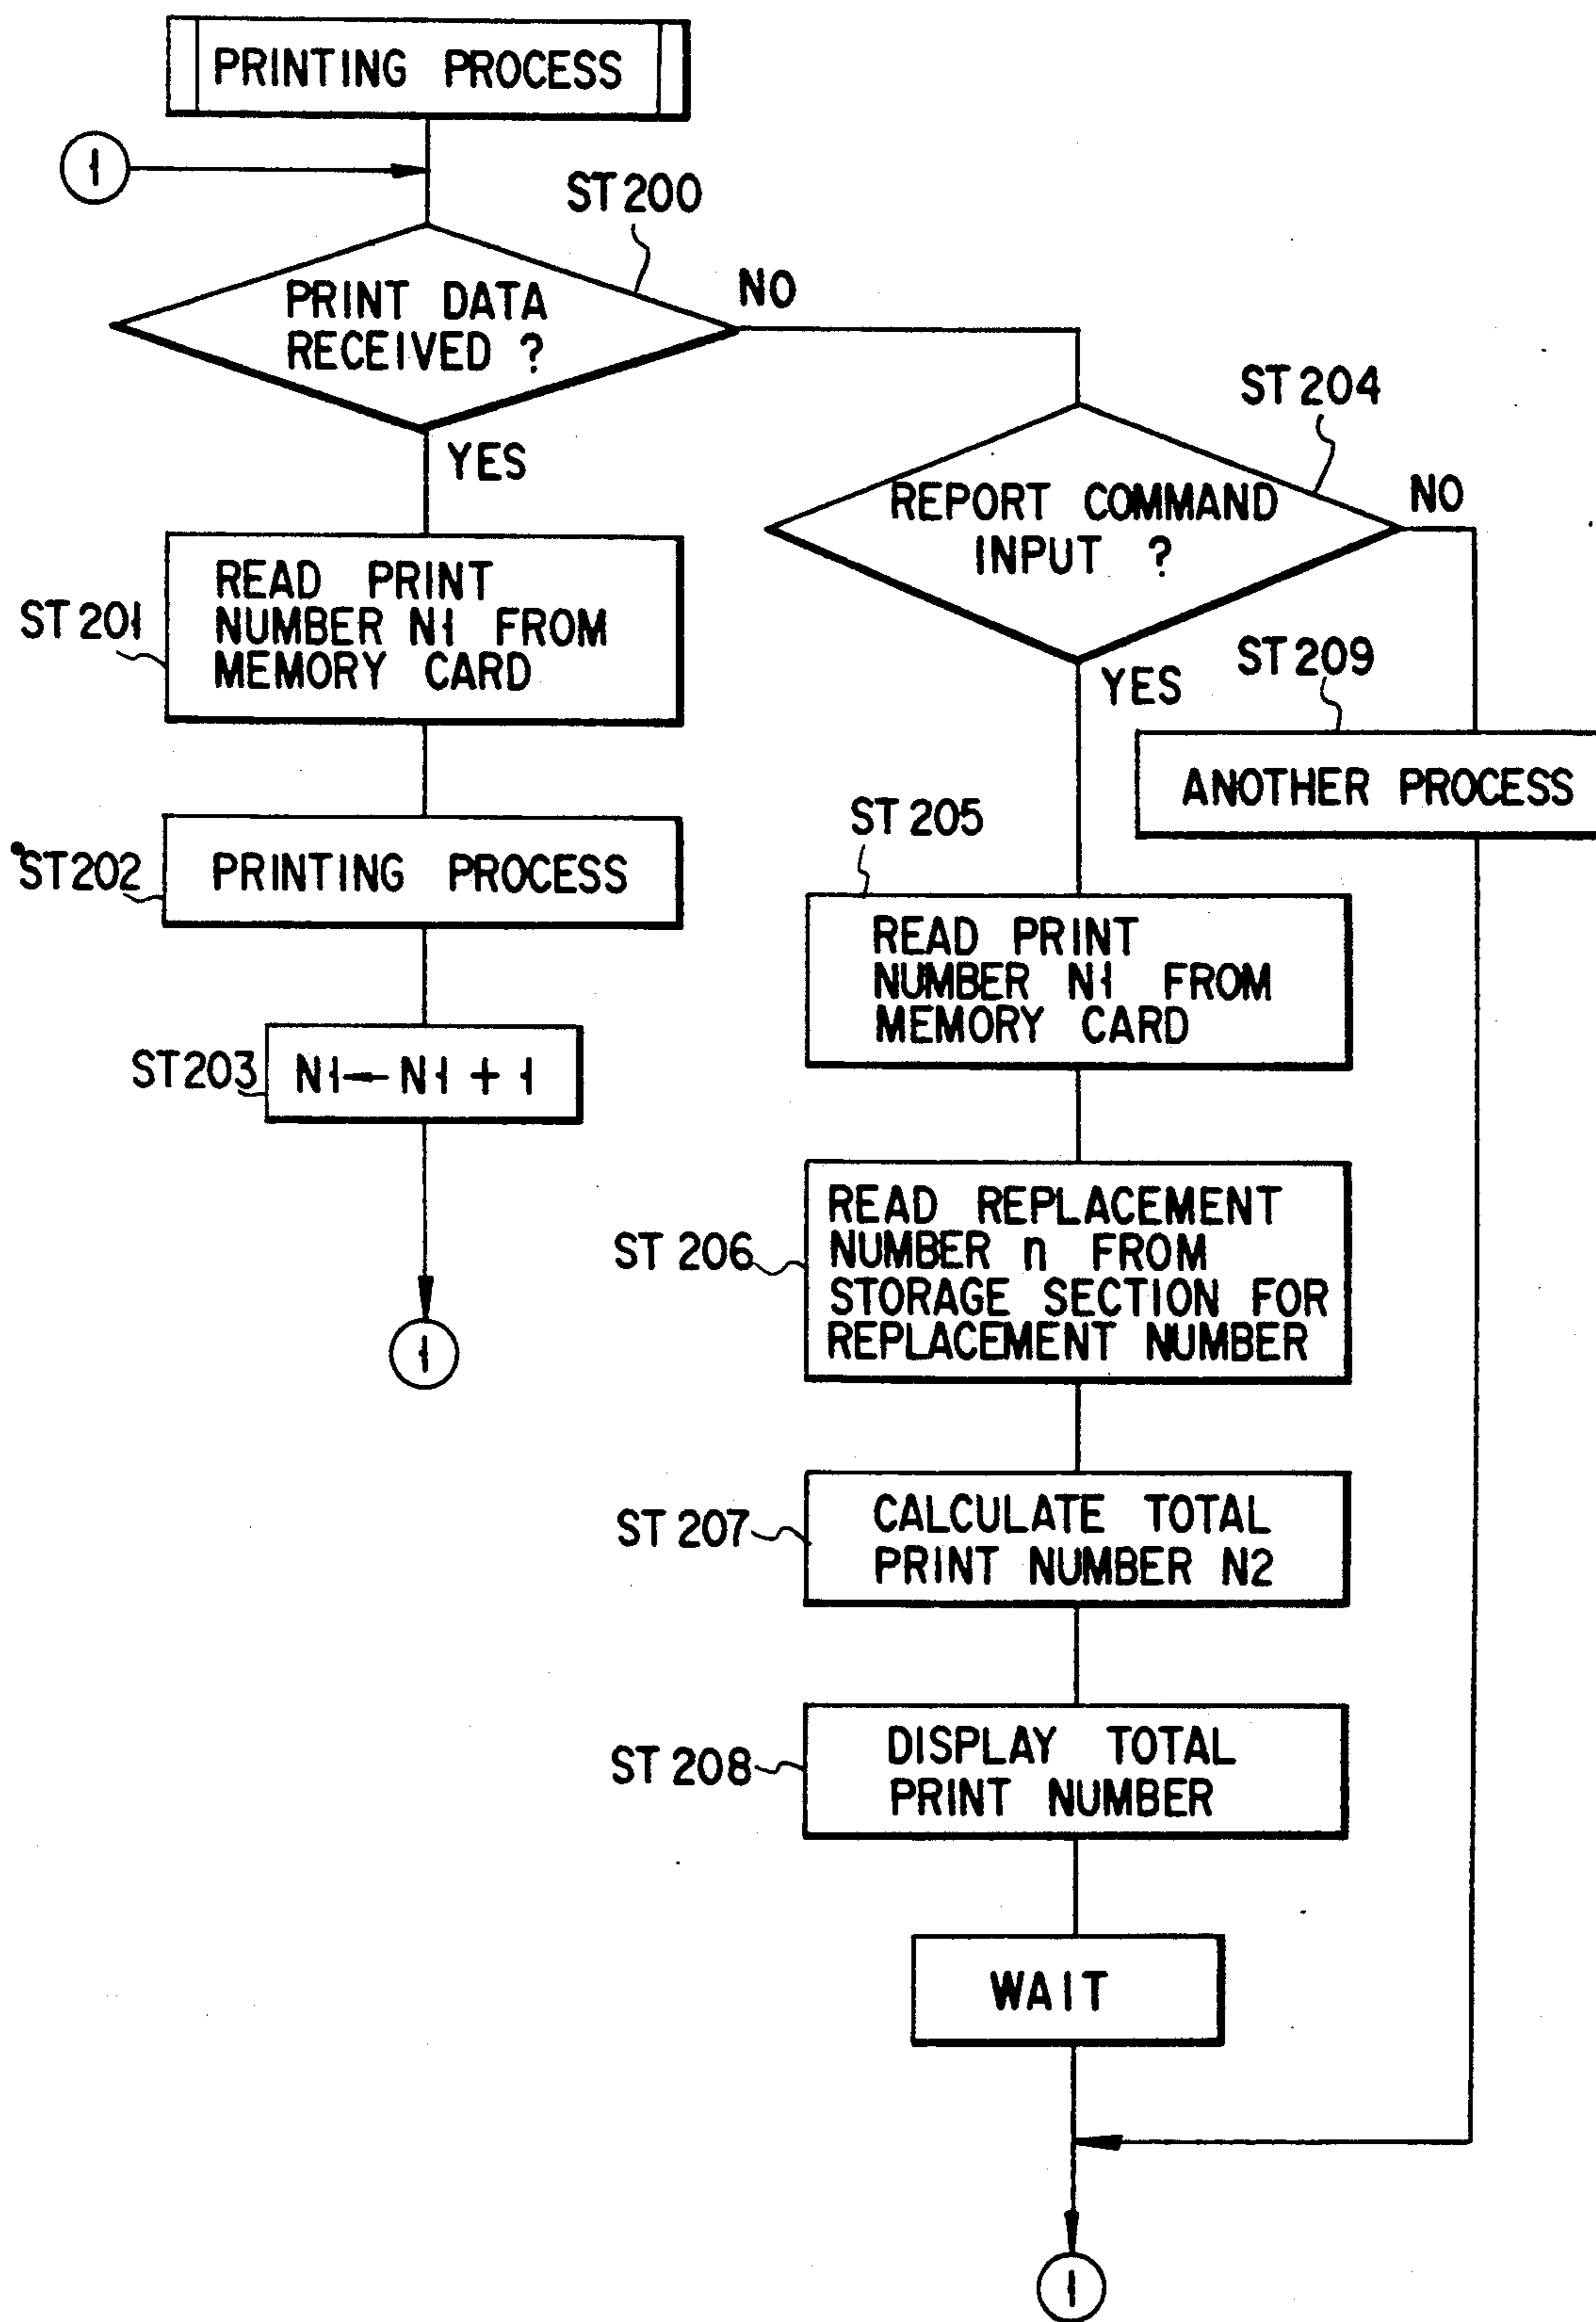 PRINTING PROCESS
1
ST200
PRINT DATA
RECEIVED ?
NO
YES
ST204
REPORT COMMAND
INPUT ?
NO
YES
ST201
READ PRINT
NUMBER N1 FROM
MEMORY CARD
ST209
ANOTHER PROCESS
ST202
PRINTING PROCESS
ST205
READ PRINT
NUMBER N1 FROM
MEMORY CARD
ST203
N1 ← N1 + 1
1
ST206
READ REPLACEMENT
NUMBER n FROM
STORAGE SECTION FOR
REPLACEMENT NUMBER
ST207
CALCULATE TOTAL
PRINT NUMBER N2
ST208
DISPLAY TOTAL
PRINT NUMBER
WAIT
1